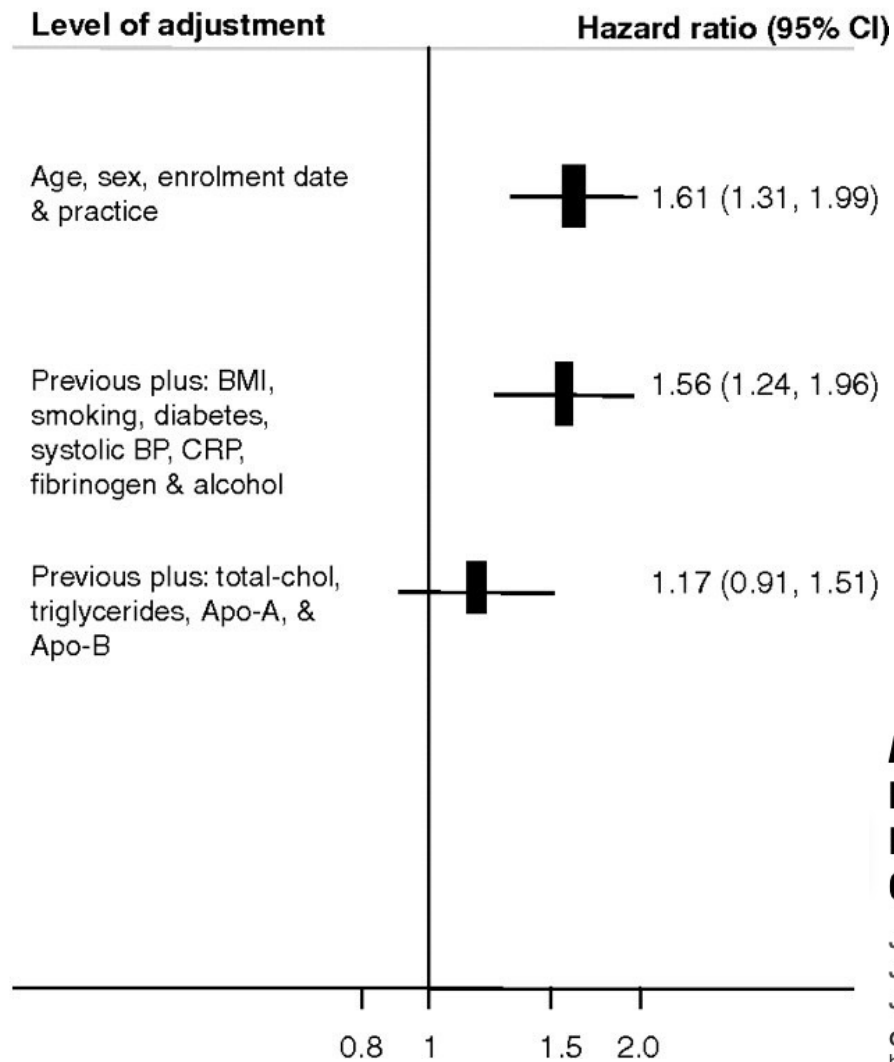 Level of adjustment
Hazard ratio (95% CI)
Age, sex, enrolment date
& practice
1.61 (1.31, 1.99)
Previous plus: BMI,
smoking, diabetes,
systolic BP, CRP,
fibrinogen & alcohol
1.56 (1.24, 1.96)
Previous plus: total-chol,
triglycerides, Apo-A, &
Apo-B
1.17 (0.91, 1.51)
0.8 1 1.5 2.0